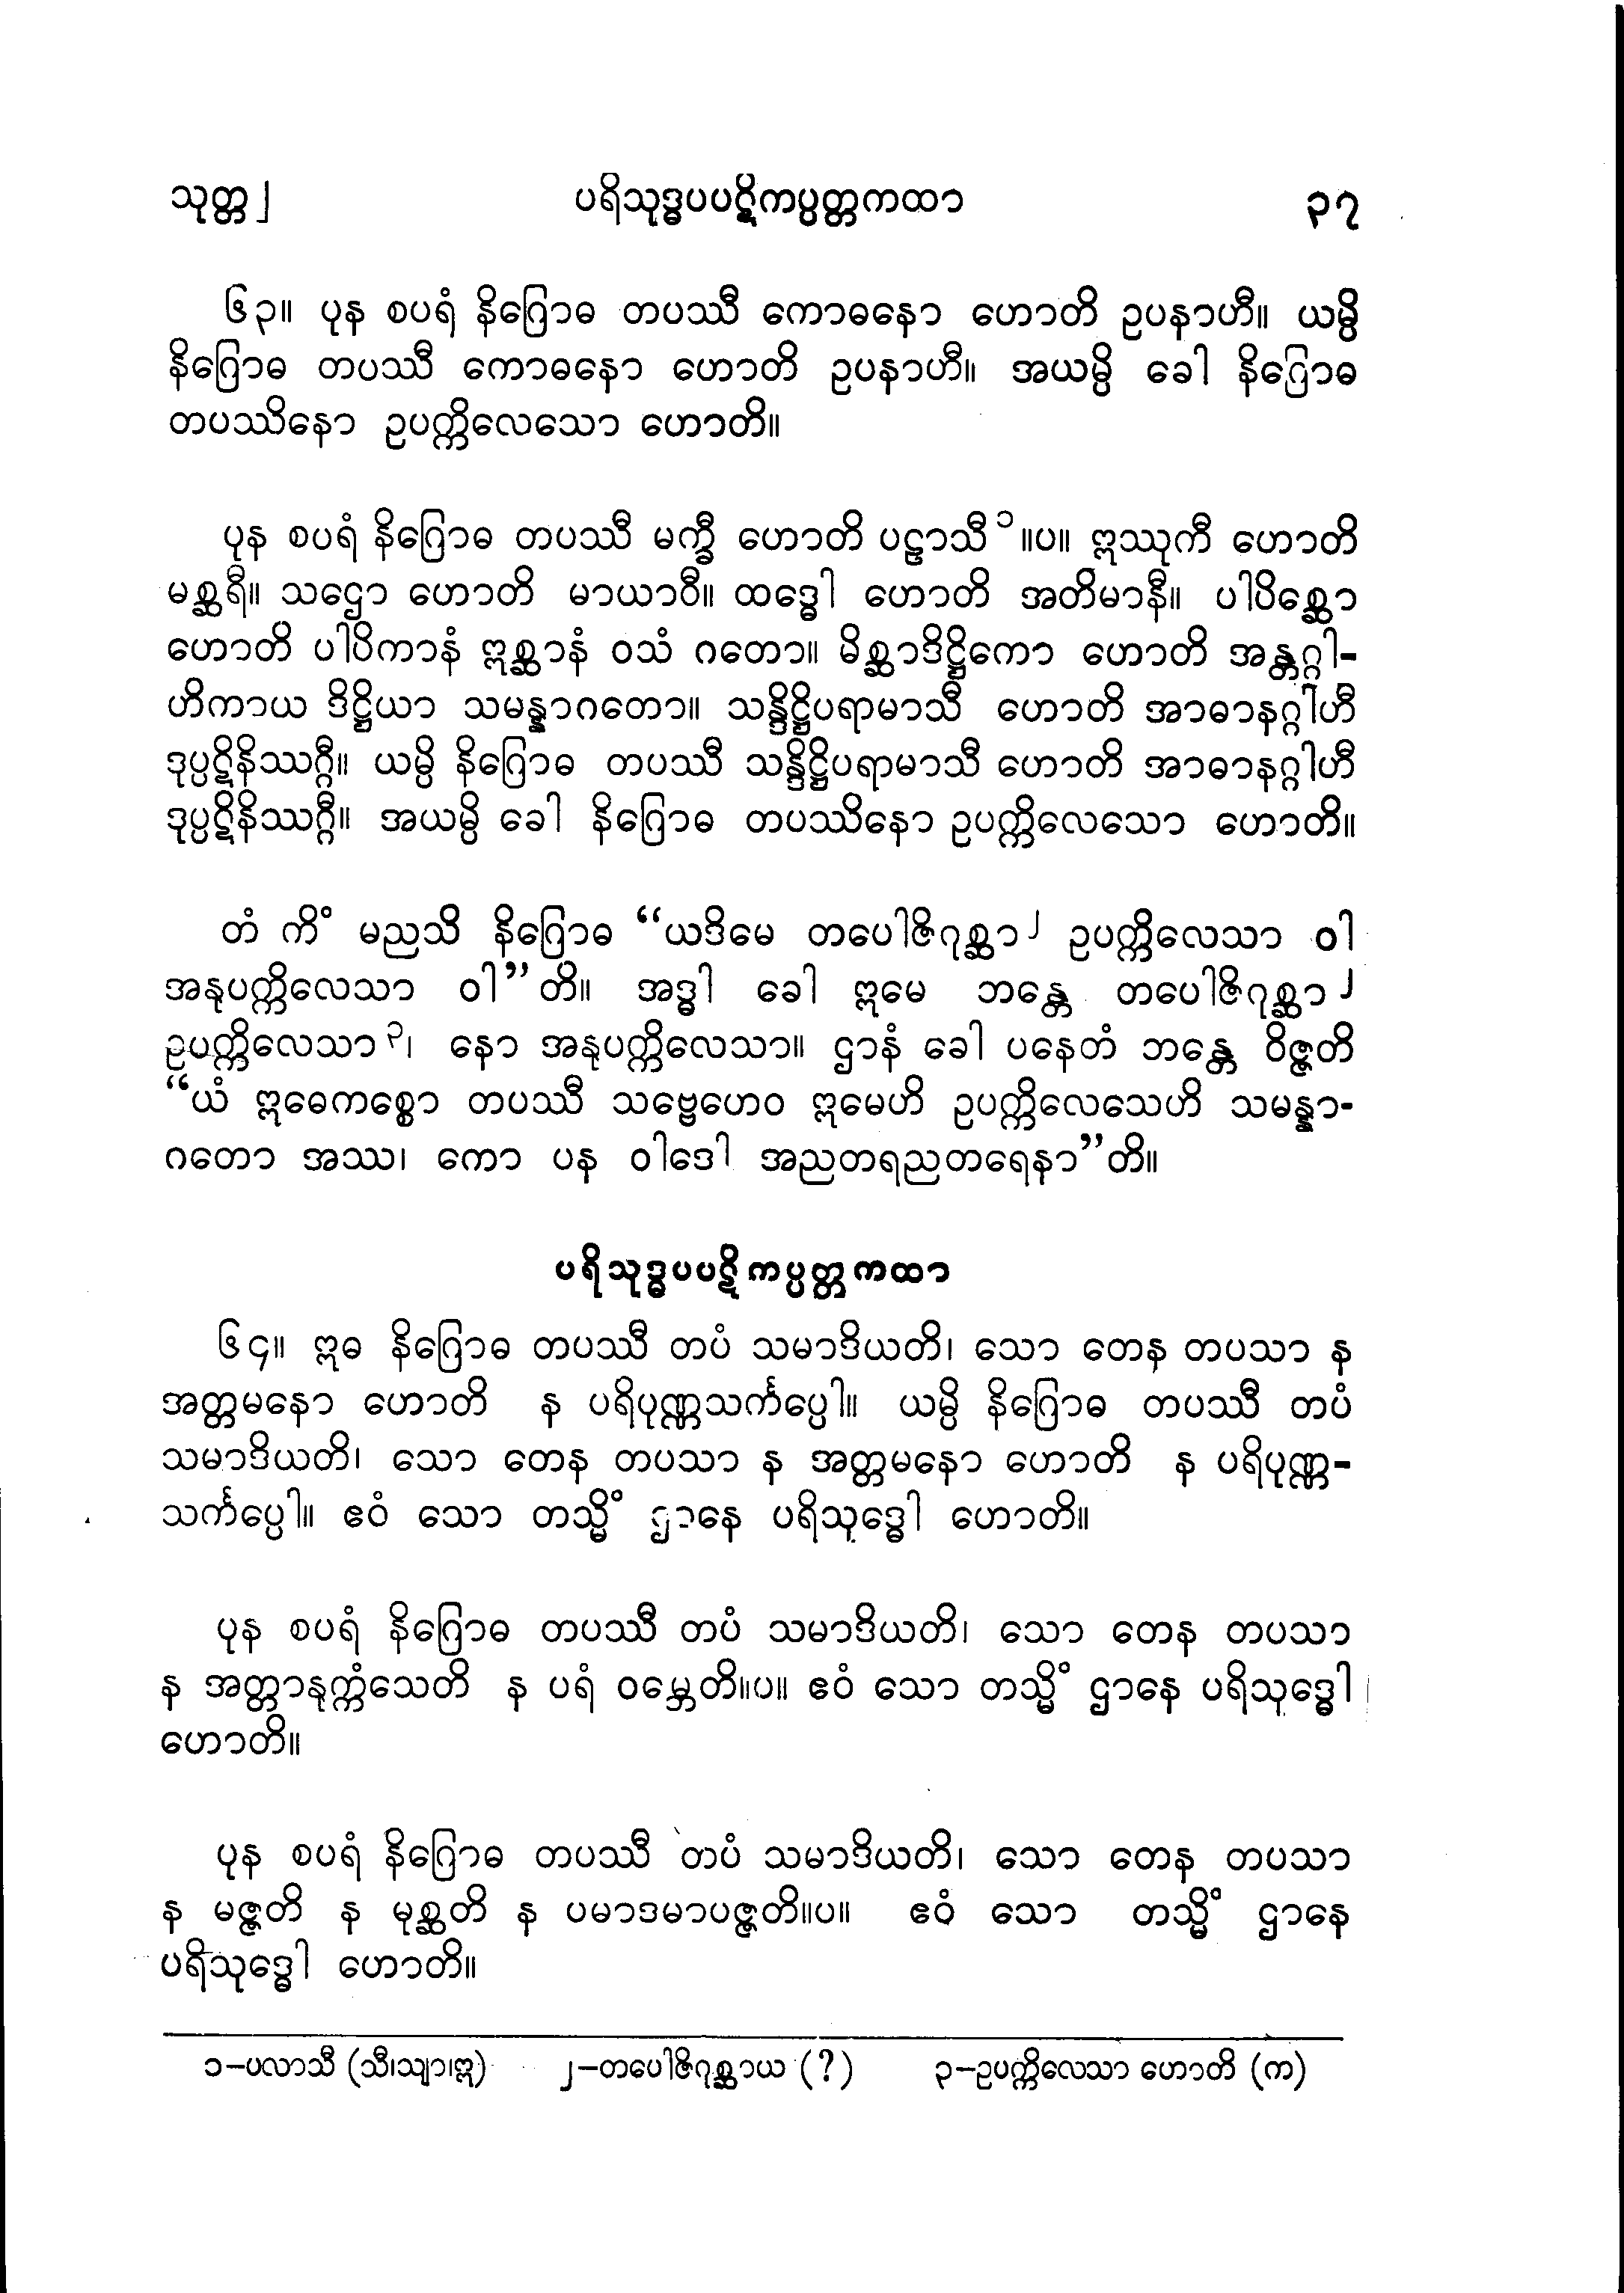 သုတ္တ၂ ပရိသုဒ္ဓပပဋိကပ္ပတ္တကထာ ၃၇
၆၃။ ပုန စပရံ နိဂြောဓ တပဿီ ကောဓနော ဟောတိ ဥပနာဟီ။ ယမ္ပိ
နိဂြောဓ တပဿီ ကောဓနော ဟောတိ ဥပနာဟီ။ အယမ္ပိ ခေါ နိဂြောဓ
တပဿိနော ဥပက္ကိလေသော ဟောတိ။
ပုန စပရံ နိဂြောဓ တပဿီ မက္ခီ ဟောတိ ပဠာသီ ၁ ။ပ။ ဣဿုကီ ဟောတိ
မစ္ဆရီ။ သဌော ဟောတိ မာယာဝီ။ ထဒ္ဓေါ ဟောတိ အတိမာနီ။ ပါပိစ္ဆော
ဟောတိ ပါပိကာနံ ဣစ္ဆာနံ ဝသံ ဂတော။ မိစ္ဆာဒိဋ္ဌိကော ဟောတိ အန္တဂ္ဂါ-
ဟိကာယ ဒိဋ္ဌိယာ သမန္နာဂတော။ သန္ဒိဋ္ဌိပရာမာသီ ဟောတိ အာဓာနဂ္ဂါဟီ
ဒုပ္ပဋိနိဿဂ္ဂီ။ ယမ္ပိ နိဂြောဓ တပဿီ သန္ဒိဋ္ဌိပရာမာသီ ဟောတိ အာဓာနဂ္ဂါဟီ
ဒုပ္ပဋိနိဿဂ္ဂီ။ အယမ္ပိ ခေါ နိဂြောဓ တပဿိနော ဥပက္ကိလေသော ဟောတိ။
တံ ကိံ မညသိ နိဂြောဓ “ယဒိမေ တပေါဇိဂုစ္ဆာ ၂ ဥပက္ကိလေသာ ဝါ
အနုပက္ကိလေသာ ဝါ”တိ။ အဒ္ဓါ ခေါ ဣမေ ဘန္တေ တပေါဇိဂုစ္ဆာ ၂
ဥပက္ကိလေသာ ၃၊ နော အနုပက္ကိလေသာ။ ဌာနံ ခေါ ပနေတံ ဘန္တေ ဝိဇ္ဇတိ
“ယံ ဣဓေကစ္စော တပဿီ သဗ္ဗေဟေဝ ဣမေဟိ ဥပက္ကိလေသေဟိ သမန္နာ-
ဂတော အဿ၊ ကော ပန ဝါဒေါ အညတရညတရေနာ”တိ။
ပရိသုဒ္ဓပပဋိကပ္ပတ္တကထာ
၆၄။ ဣဓ နိဂြောဓ တပဿီ တပံ သမာဒိယတိ၊ သော တေန တပသာ န
အတ္တမနော ဟောတိ န ပရိပုဏ္ဏသင်္ကပ္ပေါ။ ယမ္ပိ နိဂြောဓ တပဿီ တပံ
သမာဒိယတိ၊ သော တေန တပသာ န အတ္တမနော ဟောတိ န ပရိပုဏ္ဏ-
သင်္ကပ္ပေါ။ ဧဝံ သော တသ္မိံ ဌာနေ ပရိသုဒ္ဓေါ ဟောတိ။
ပုန စပရံ နိဂြောဓ တပဿီ တပံ သမာဒိယတိ၊ သော တေန တပသာ
န အတ္တာနုက္ကံသေတိ န ပရံ ဝမ္ဘေတိ။ပ။ ဧဝံ သော တသ္မိံ ဌာနေ ပရိသုဒ္ဓေါ
ဟောတိ။
ပုန စပရံ နိဂြောဓ တပဿီ တပံ သမာဒိယတိ၊ သော တေန တပသာ
န မဇ္ဇတိ န မုစ္ဆတိ န ပမာဒမာပဇ္ဇတိ။ပ။ ဧဝံ သော တသ္မိံ ဌာနေ
ပရိသုဒ္ဓေါ ဟောတိ။
၁-ပလာသီ (သီ၊သျာ၊ဣ) ၂-တပေါဇိဂုစ္ဆာယ (?) ၃-ဥပက္ကိလေသာ ဟောတိ (က)